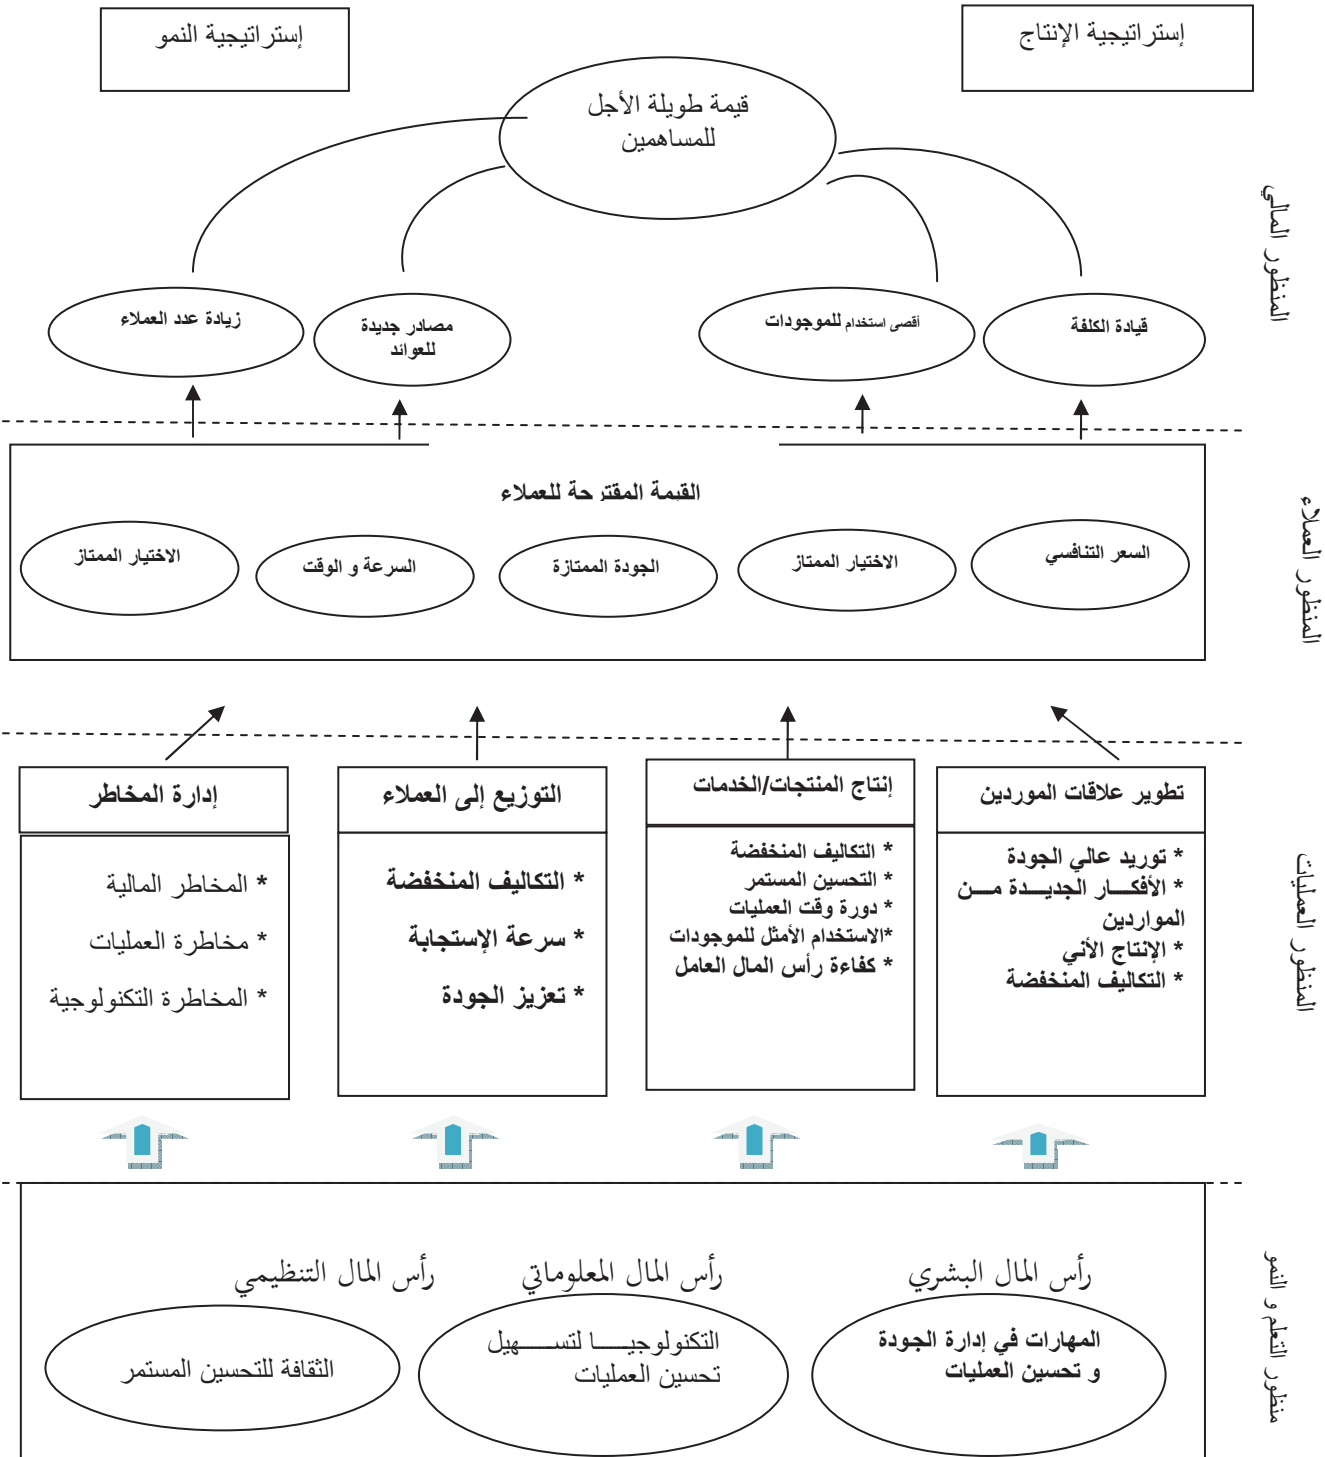 إستراتيجية الإنتاج
إستراتيجية النمو
قيمة طويلة الأجل
للمساهمين
المنظور المالي
قيادة الكلفة
أقصى استخدام للموجودات
مصادر جديدة
للعوائد
زيادة عدد العملاء
المنظور العملاء
القيمة المقترحة للعملاء
السعر التنافسي
الاختيار الممتاز
الجودة الممتازة
السرعة و الوقت
الاختيار الممتاز
المنظور العمليات
تطوير علاقات الموردين
* توريد عالي الجودة
* الأفكار الجديدة من
المواردين
* الإنتاج الأني
* التكاليف المنخفضة
إنتاج المنتجات/الخدمات
* التكاليف المنخفضة
* التحسين المستمر
* دورة وقت العمليات
*الاستخدام الأمثل للموجودات
* كفاءة رأس المال العامل
التوزيع إلى العملاء
* التكاليف المنخفضة
* سرعة الإستجابة
* تعزيز الجودة
إدارة المخاطر
* المخاطر المالية
* مخاطرة العمليات
* المخاطرة التكنولوجية
منظور التعلم و النمو
رأس المال البشري
المهارات في إدارة الجودة
و تحسين العمليات
رأس المال المعلوماتي
التكنولوجيا لتسهيل
تحسين العمليات
رأس المال التنظيمي
الثقافة للتحسين المستمر